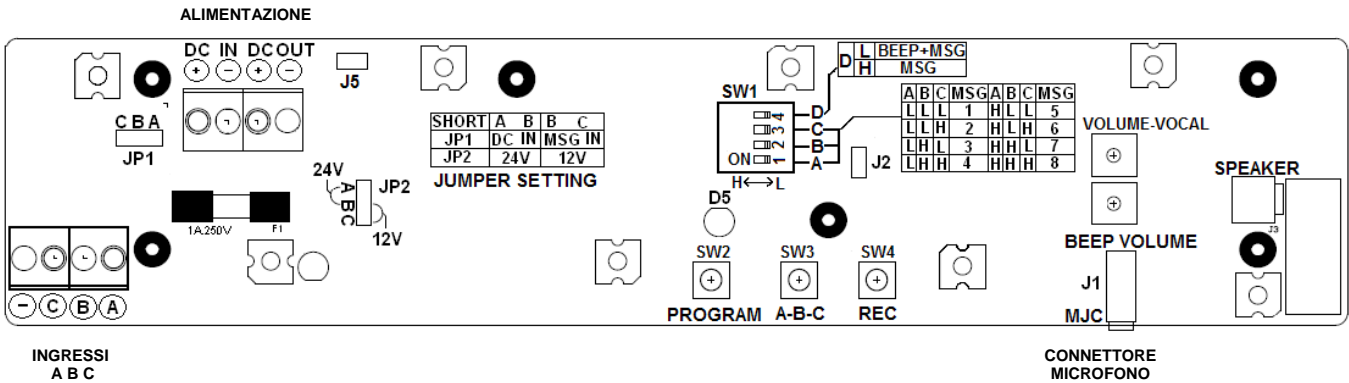 ALIMENTAZIONE
DC IN DC OUT
+ − + −
J5
C B A
JP1
SHORT A B B C
JP1 DC IN MSG IN
JP2 24V 12V
JUMPER SETTING
24V
A
B
C
JP2
12V
1A.250V
F1
− C B A
INGRESSI
A B C
SW1
4
3
2
ON 1
H L
D
C
B
A
D L BEEP+MSG
H MSG
A B C MSG A B C MSG
L L L 1 H L L 5
L L H 2 H L H 6
L H L 3 H H L 7
L H H 4 H H H 8
J2
D5
SW2
PROGRAM
SW3
A-B-C
SW4
REC
VOLUME-VOCAL
BEEP VOLUME
J1
MJC
SPEAKER
J3
CONNETTORE
MICROFONO